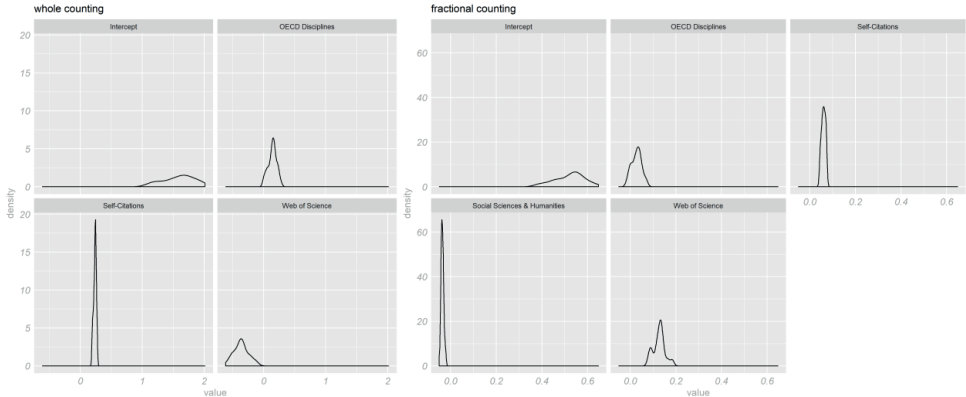 whole counting
Intercept
OECD Disciplines
20
15
10
5
0
Self-Citations
Web of Science
20
15
10
5
0
density
0
1
2
0
1
2
value
fractional counting
Intercept
OECD Disciplines
Self-Citations
60
40
20
0
0.0
0.2
0.4
0.6
Social Sciences & Humanities
Web of Science
60
40
20
0
density
0.0
0.2
0.4
0.6
0.0
0.2
0.4
0.6
value